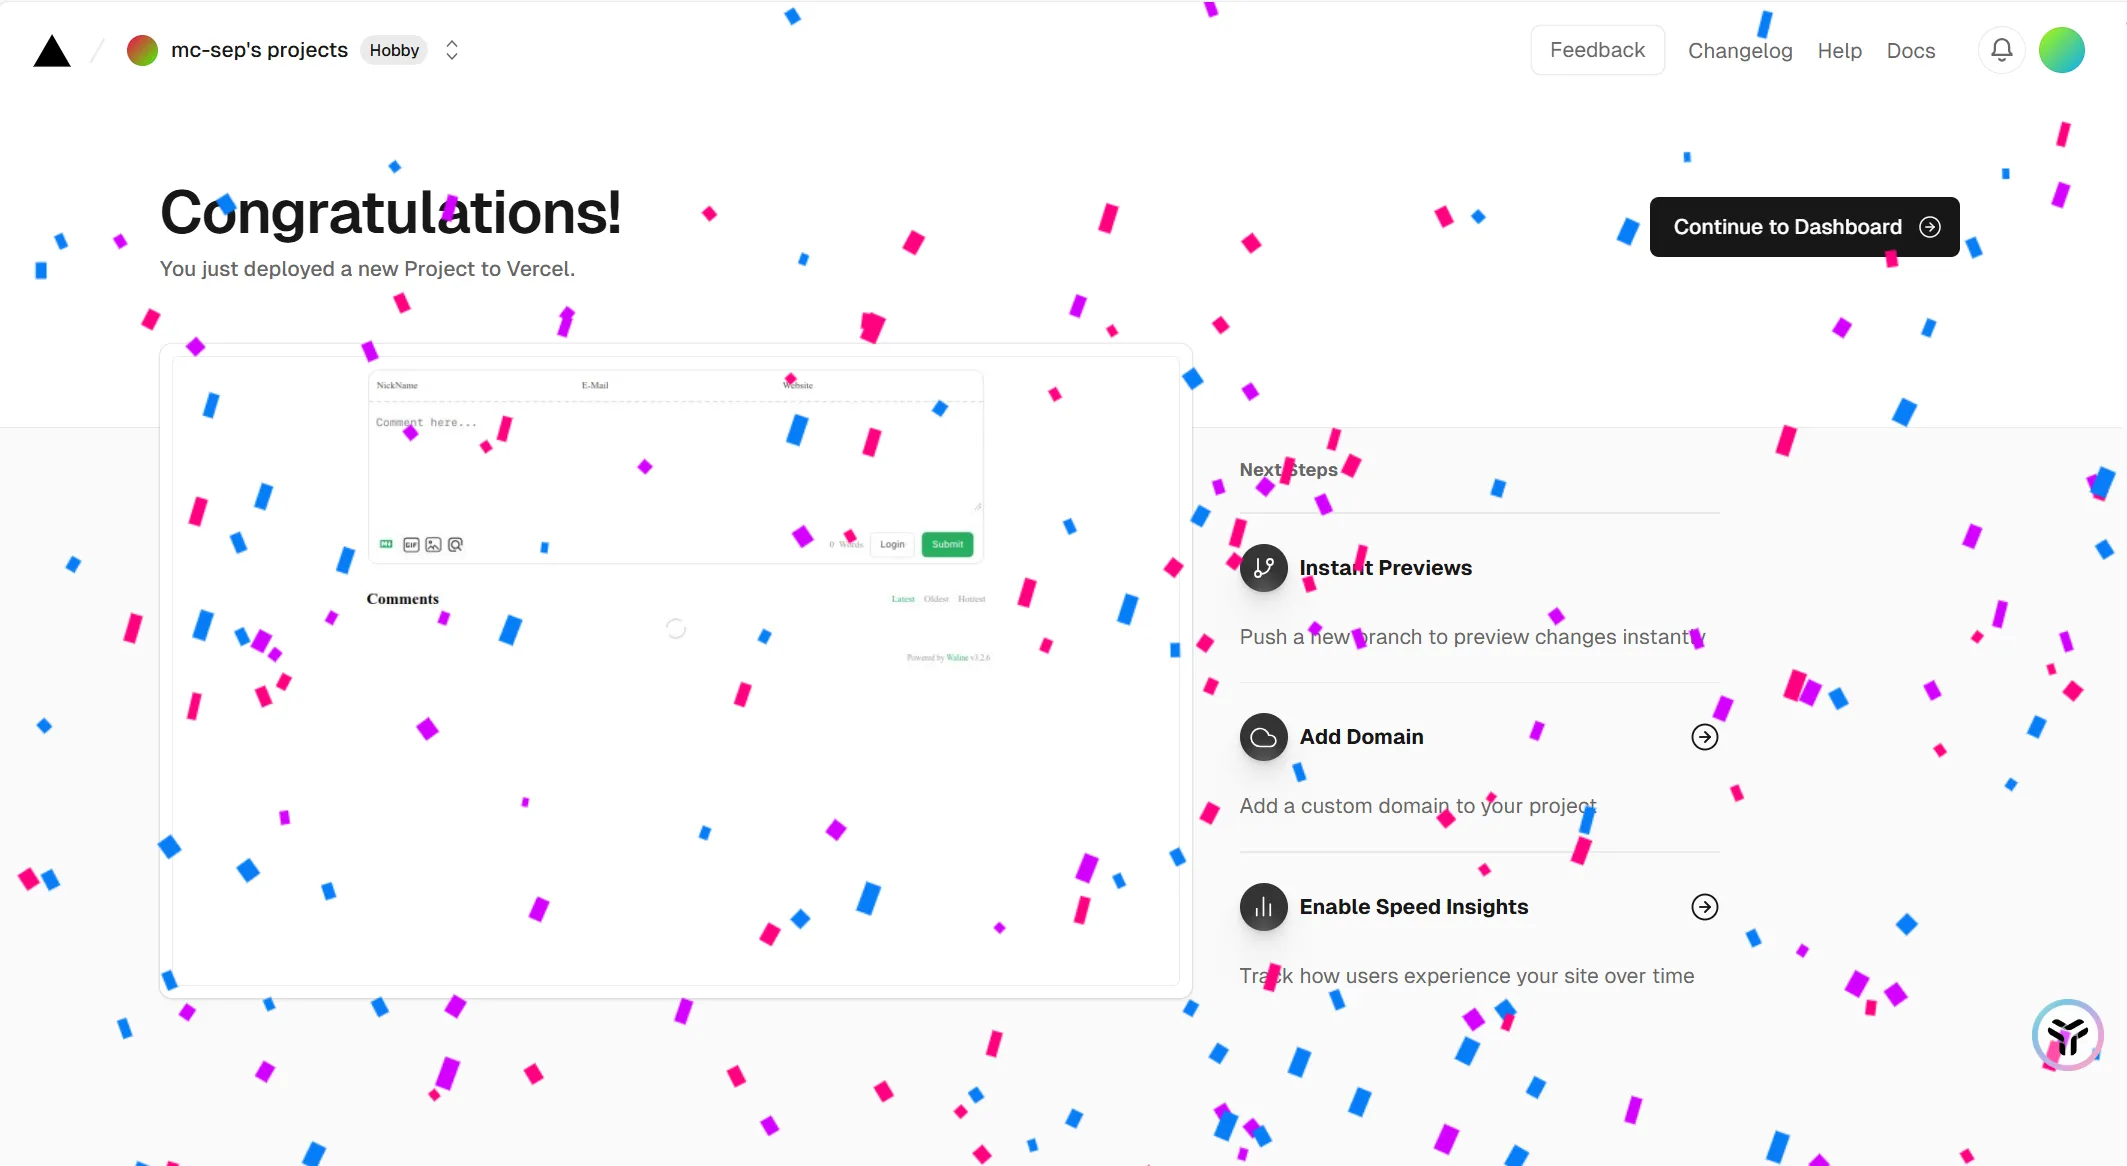 mc-sep's projects Hobby
Feedback Changelog Help Docs
Congratulations!
You just deployed a new Project to Vercel.
Continue to Dashboard
NickName E-Mail Website
Comment here...
GIF
0 Words Login Submit
Comments Latest Oldest Hottest
Powered by Waline v3.2.6
Next Steps
Instant Previews
Push a new branch to preview changes instantly
Add Domain
Add a custom domain to your project
Enable Speed Insights
Track how users experience your site over time